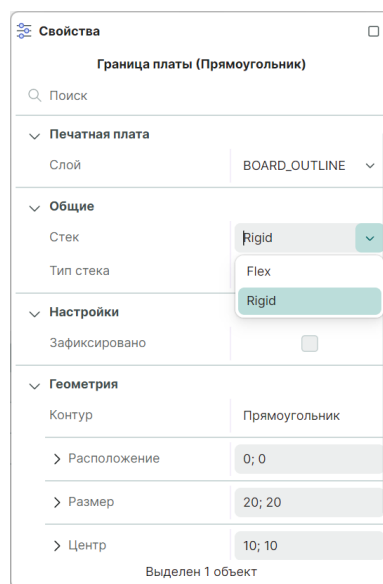 Свойства
Граница платы (Прямоугольник)
Поиск
Печатная плата
Слой BOARD_OUTLINE
Общие
Стек Rigid
Тип стека
Flex
Rigid
Настройки
Зафиксировано
Геометрия
Контур Прямоугольник
Расположение 0; 0
Размер 20; 20
Центр 10; 10
Выделен 1 объект